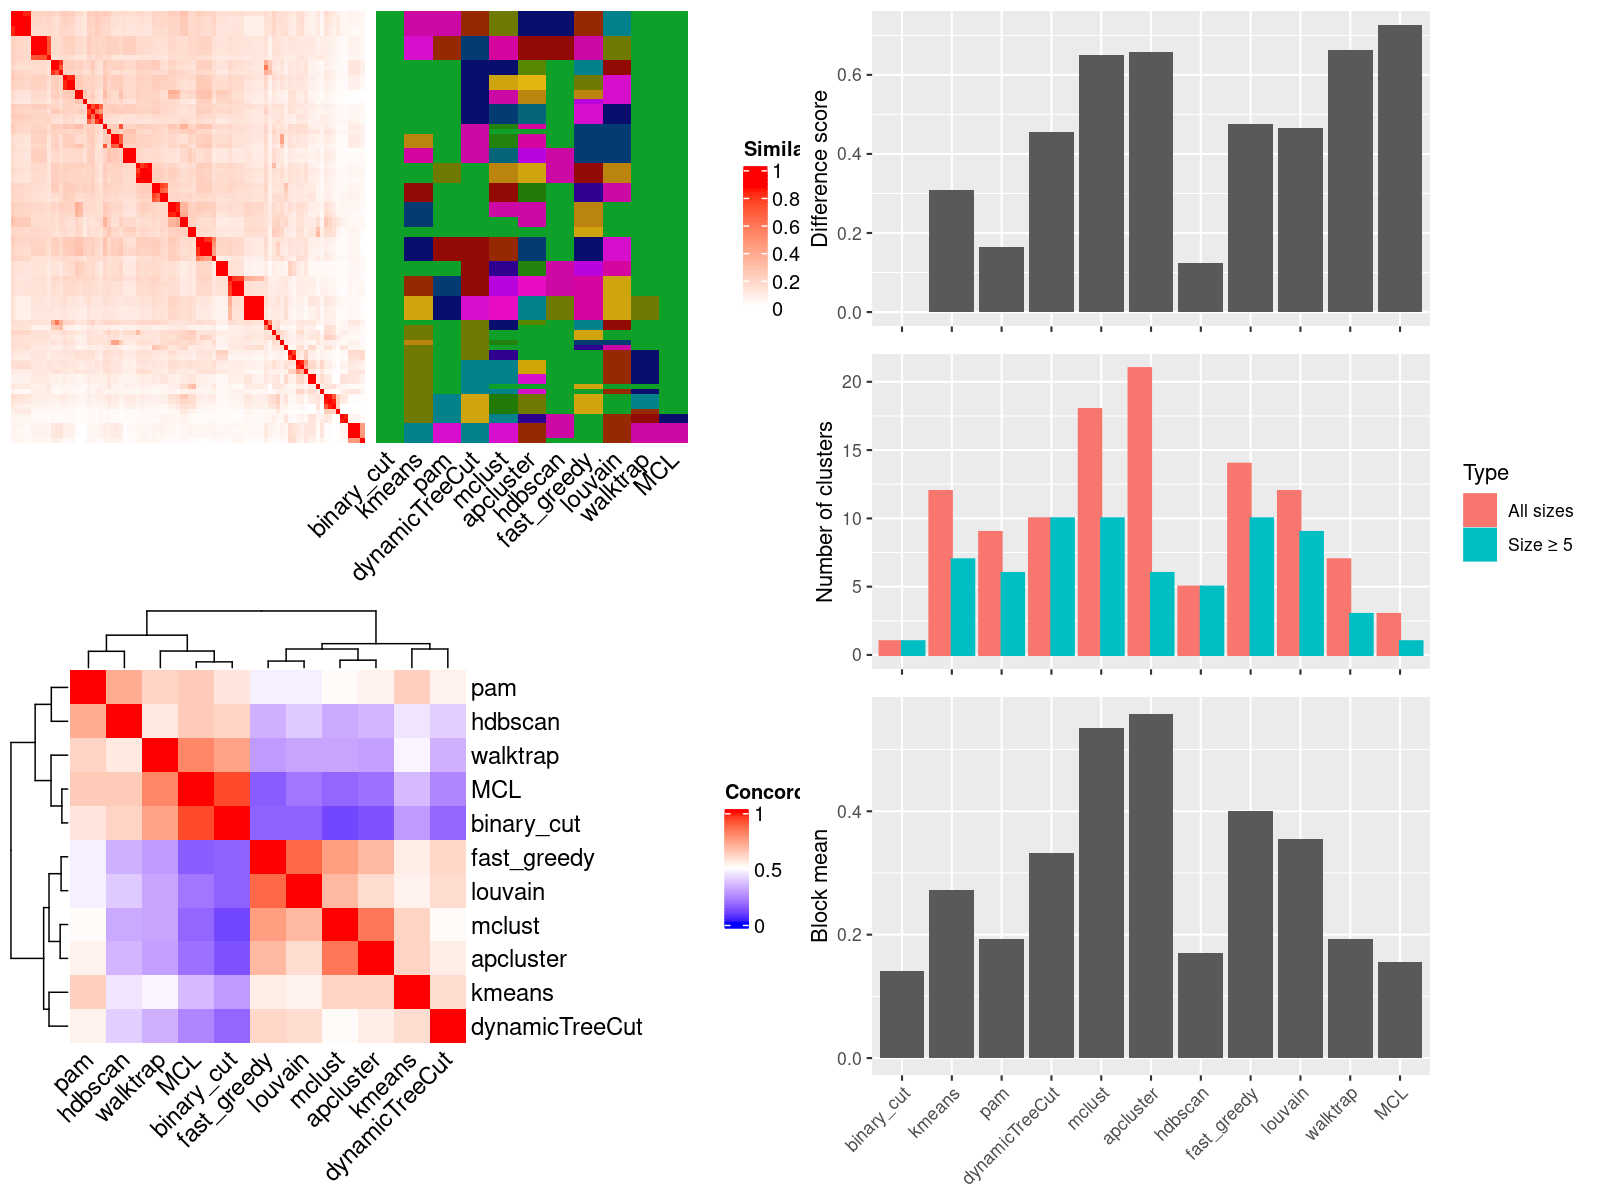 Simila
1
0.8
0.6
0.4
0.2
0
binary_cut
kmeans
pam
dynamicTreeCut
mclust
apcluster
hdbscan
fast_greedy
louvain
walktrap
MCL
pam
hdbscan
walktrap
MCL
binary_cut
fast_greedy
louvain
mclust
apcluster
kmeans
dynamicTreeCut
pam
hdbscan
walktrap
MCL
binary_cut
fast_greedy
louvain
mclust
apcluster
kmeans
dynamicTreeCut
Concord
1
0.5
0
Difference score
0.6
0.4
0.2
0.0
Number of clusters
20
15
10
5
0
Type
All sizes
Size ≥ 5
Block mean
0.4
0.2
0.0
binary_cut
kmeans
pam
dynamicTreeCut
mclust
apcluster
hdbscan
fast_greedy
louvain
walktrap
MCL